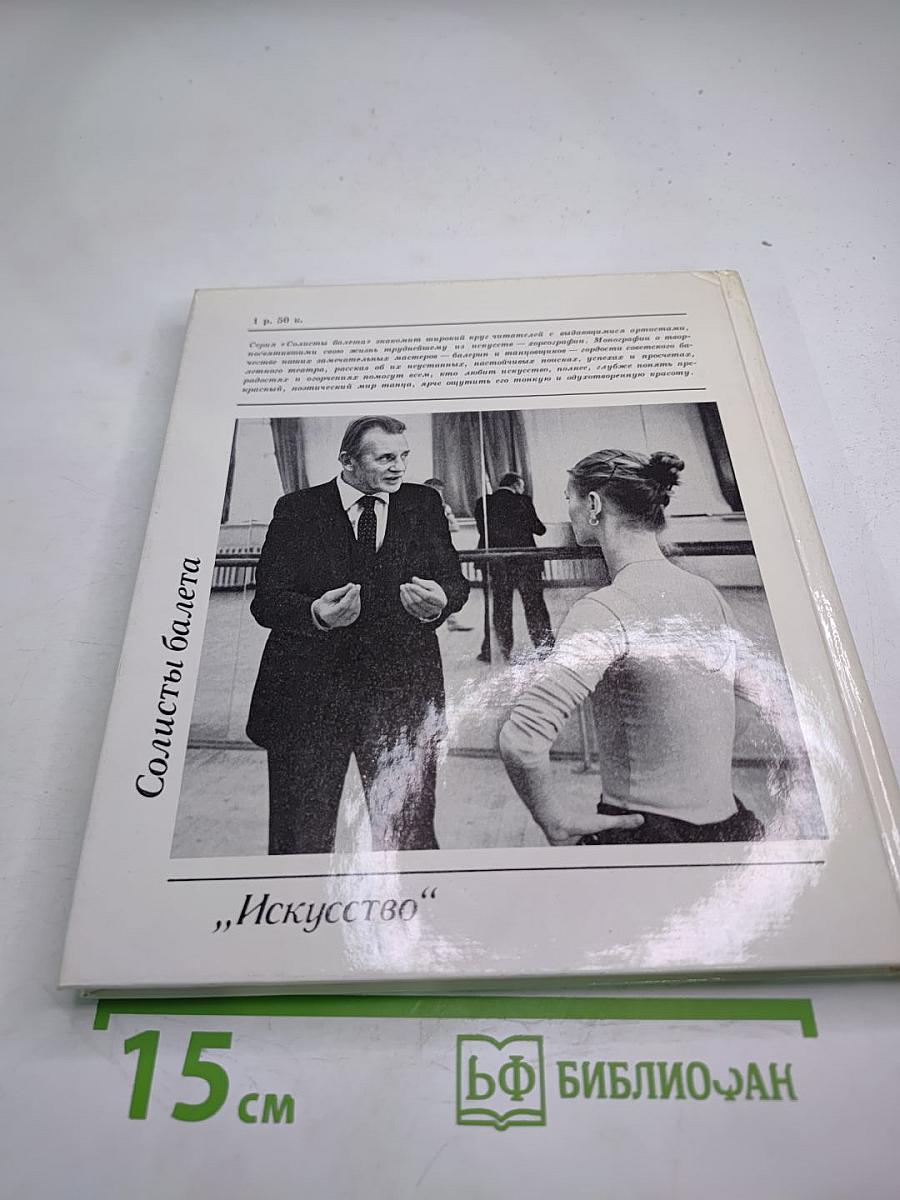 1 р. 50 к.
Серия «Солисты балета» знакомит широкий круг читателей с выдающимися артистами,
посвятившими свою жизнь труднейшему из искусств — хореографии. Монографии о твор-
честве наших замечательных мастеров — балерин и танцовщиков — гордости советского ба-
летного театра, рассказ об их неустанных, настойчивых поисках, успехах и просчетах,
радостях и огорчениях помогут всем, кто любит искусство, полнее, глубже понять пре-
красный, поэтический мир танца, ярче ощутить его тонкую и одухотворенную красоту.
Солисты балета
„Искусство“
15 см
БФ БИБЛИОФАН